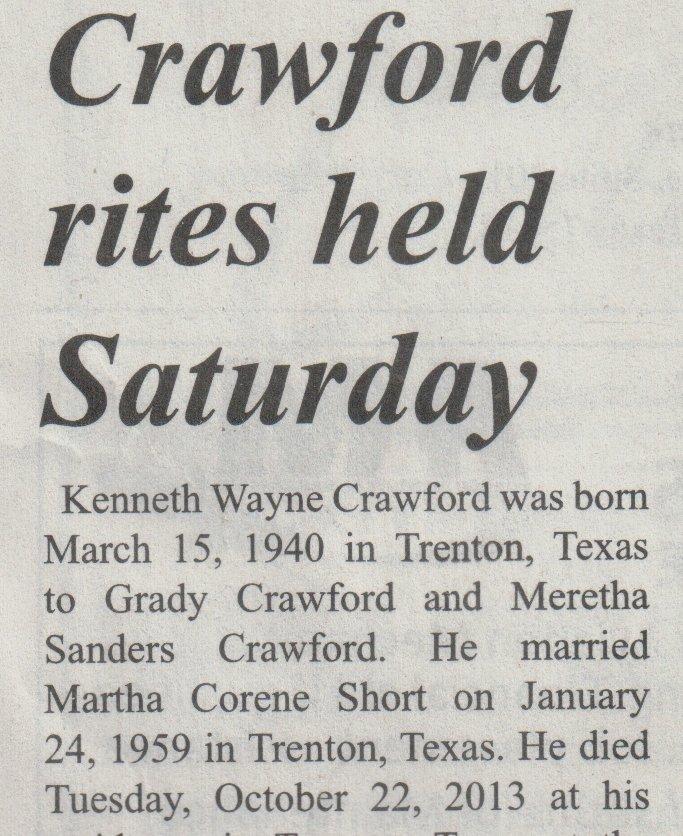 Crawford
rites held
Saturday
Kenneth Wayne Crawford was born
March 15, 1940 in Trenton, Texas
to Grady Crawford and Meretha
Sanders Crawford. He married
Martha Corene Short on January
24, 1959 in Trenton, Texas. He died
Tuesday, October 22, 2013 at his